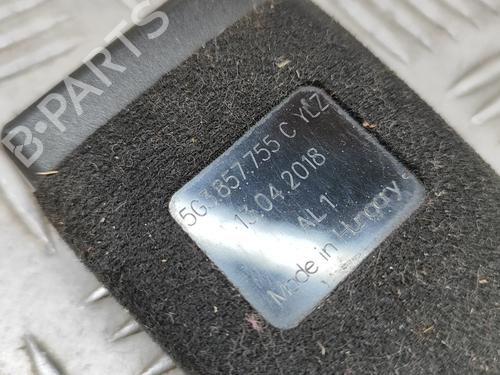 B-PARTS
5G3.857.755 C YLZ
13.04.2018
AL 1
Made in Hungary